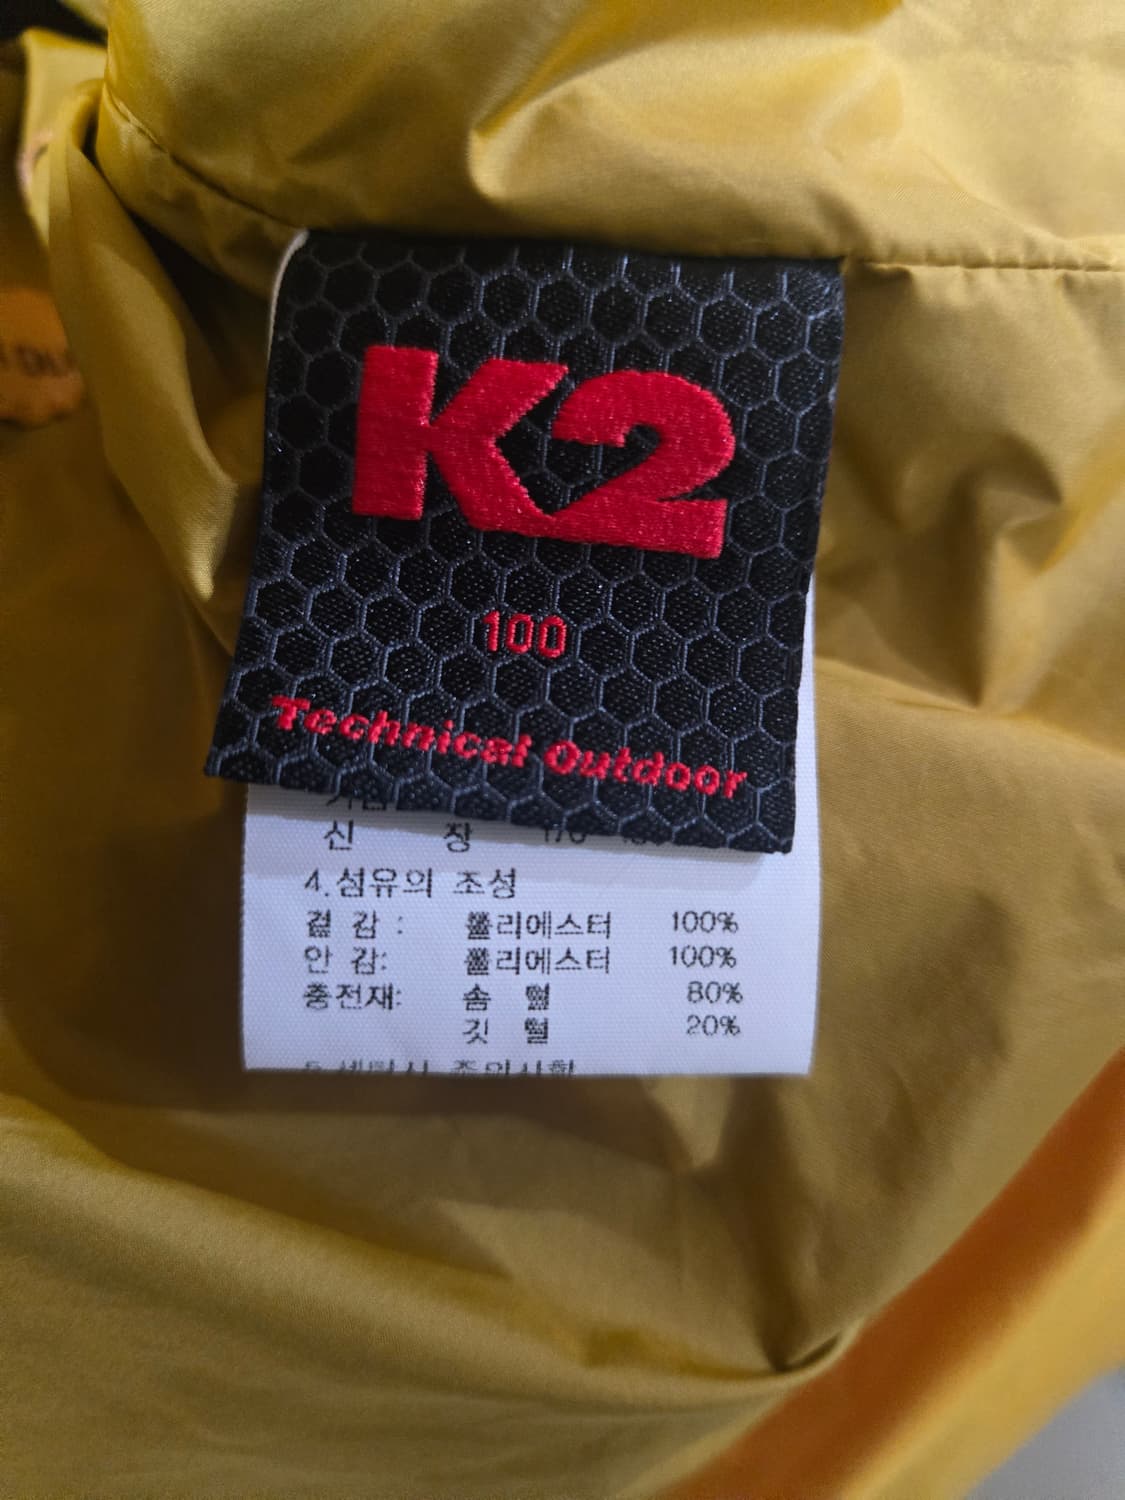 K2
100
Technical Outdoor
신 장
4.섬유의 조성
겉 감 : 폴리에스터 100%
안 감: 폴리에스터 100%
충전재: 솜 털 80%
깃 털 20%